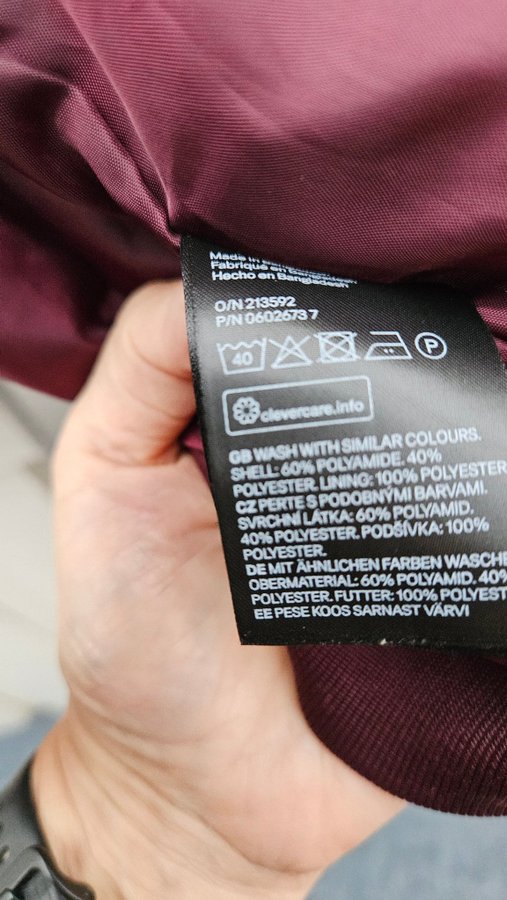 Made in Bangladesh
Fabriqué en Bangladesh
Hecho en Bangladesh
O/N 213592
P/N 0602673 7
40
P
clevercare.info
GB WASH WITH SIMILAR COLOURS.
SHELL: 60% POLYAMIDE. 40%
POLYESTER. LINING: 100% POLYESTER
CZ PERTE S PODOBNÝMI BARVAMI.
SVRCHNÍ LÁTKA: 60% POLYAMID.
40% POLYESTER. PODŠÍVKA: 100%
POLYESTER.
DE MIT ÄHNLICHEN FARBEN WASCHE
OBERMATERIAL: 60% POLYAMID. 40%
POLYESTER. FUTTER: 100% POLYEST
EE PESE KOOS SARNAST VÄRVI